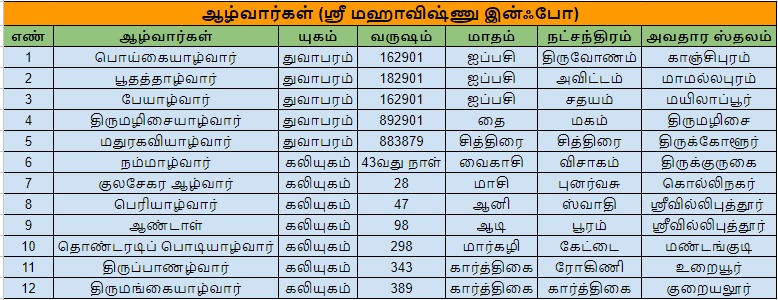 ஆழ்வார்கள் (ஸ்ரீ மஹாவிஷ்ணு இன்ஃபோ)
எண் ஆழ்வார்கள் யுகம் வருஷம் மாதம் நட்சந்திரம் அவதார ஸ்தலம்
1 பொய்கையாழ்வார் துவாபரம் 162901 ஐப்பசி திருவோணம் காஞ்சிபுரம்
2 பூதத்தாழ்வார் துவாபரம் 182901 ஐப்பசி அவிட்டம் மாமல்லபுரம்
3 பேயாழ்வார் துவாபரம் 162901 ஐப்பசி சதயம் மயிலாப்பூர்
4 திருமழிசையாழ்வார் துவாபரம் 892901 தை மகம் திருமழிசை
5 மதுரகவியாழ்வார் துவாபரம் 883879 சித்திரை சித்திரை திருக்கோளூர்
6 நம்மாழ்வார் கலியுகம் 43வது நாள் வைகாசி விசாகம் திருக்குருகை
7 குலசேகர ஆழ்வார் கலியுகம் 28 மாசி புனர்வசு கொல்லிநகர்
8 பெரியாழ்வார் கலியுகம் 47 ஆனி ஸ்வாதி ஸ்ரீவில்லிபுத்தூர்
9 ஆண்டாள் கலியுகம் 98 ஆடி பூரம் ஸ்ரீவில்லிபுத்தூர்
10 தொண்டரடிப் பொடியாழ்வார் கலியுகம் 298 மார்கழி கேட்டை மண்டங்குடி
11 திருப்பாணழ்வார் கலியுகம் 343 கார்த்திகை ரோகிணி உறையூர்
12 திருமங்கையாழ்வார் கலியுகம் 389 கார்த்திகை கார்த்திகை குறையலூர்